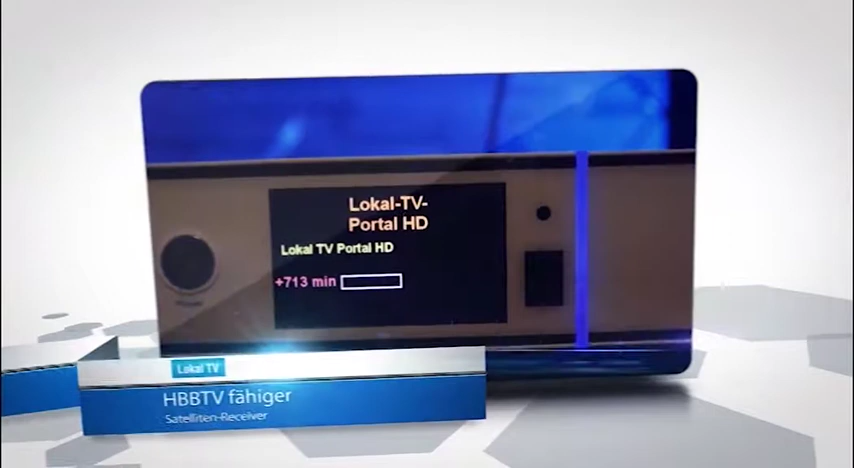 Lokal-TV-
Portal HD
Lokal TV Portal HD
+713 min
Lokal TV
HBBTV fähiger
Satelliten-Receiver